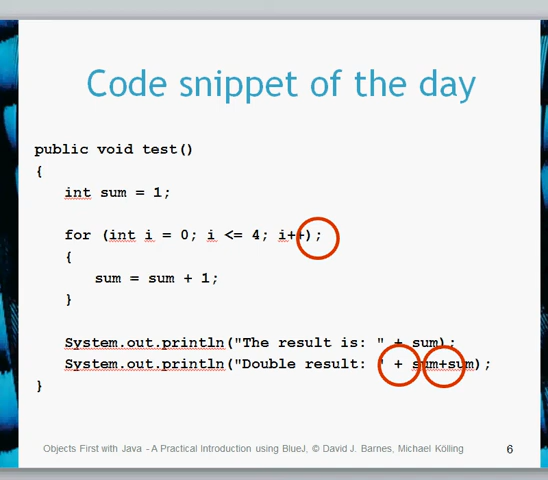 Code snippet of the day
public void test()
{
int sum = 1;
for (int i = 0; i <= 4; i++);
{
sum = sum + 1;
}
System.out.println("The result is: " + sum);
System.out.println("Double result: " + sum+sum);
}
Objects First with Java - A Practical Introduction using BlueJ, © David J. Barnes, Michael Kölling
6